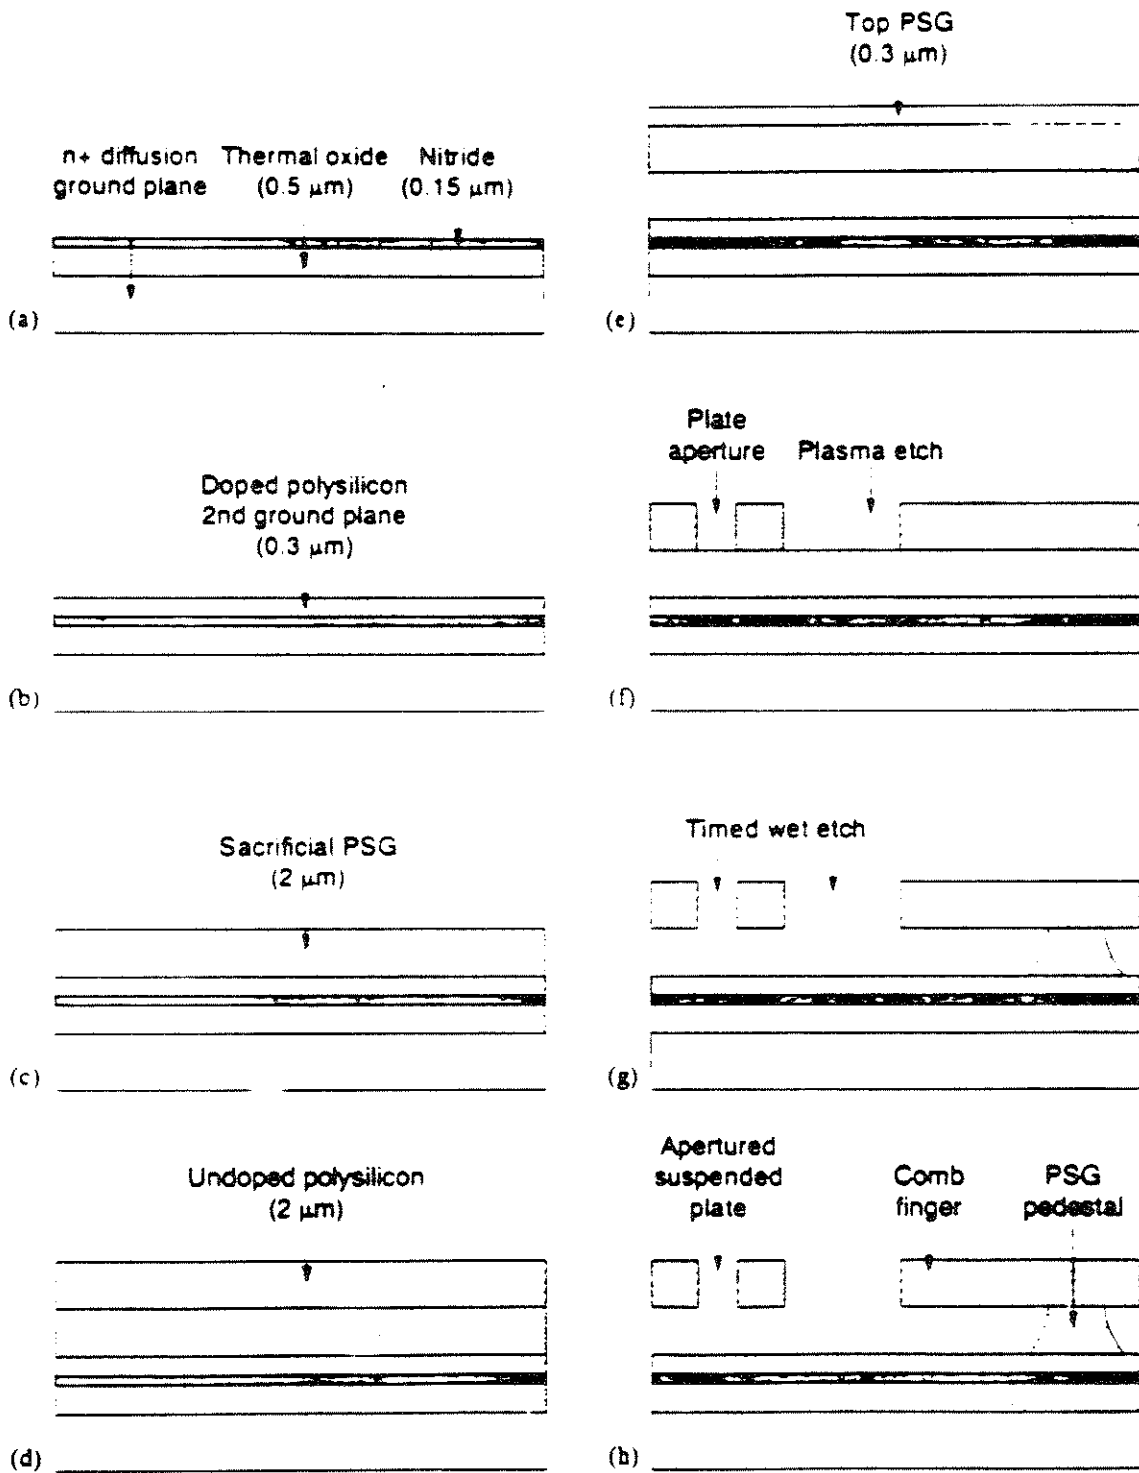 n+ diffusion
ground plane
Thermal oxide
(0.5 μm)
Nitride
(0.15 μm)
(a)
Doped polysilicon
2nd ground plane
(0.3 μm)
(b)
Sacrificial PSG
(2 μm)
(c)
Undoped polysilicon
(2 μm)
(d)
Top PSG
(0.3 μm)
(e)
Plate
aperture
Plasma etch
(f)
Timed wet etch
(g)
Apertured
suspended
plate
Comb
finger
PSG
pedestal
(h)